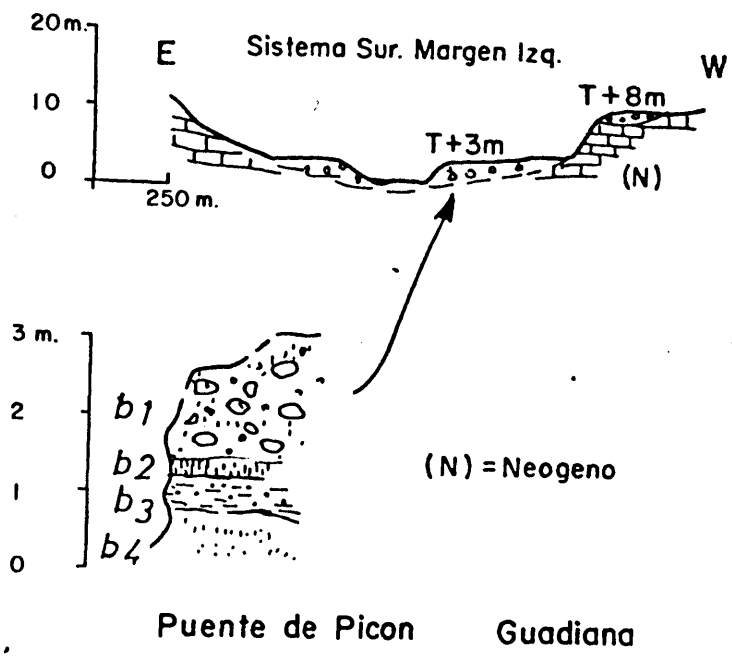 20m.
Sistema Sur. Margen Izq.
E
W
10
T+8m
T+3m
0
(N)
250 m.
3 m.
b1
2
b2
(N) = Neogeno
1
b3
b4
0
Puente de Picon Guadiana